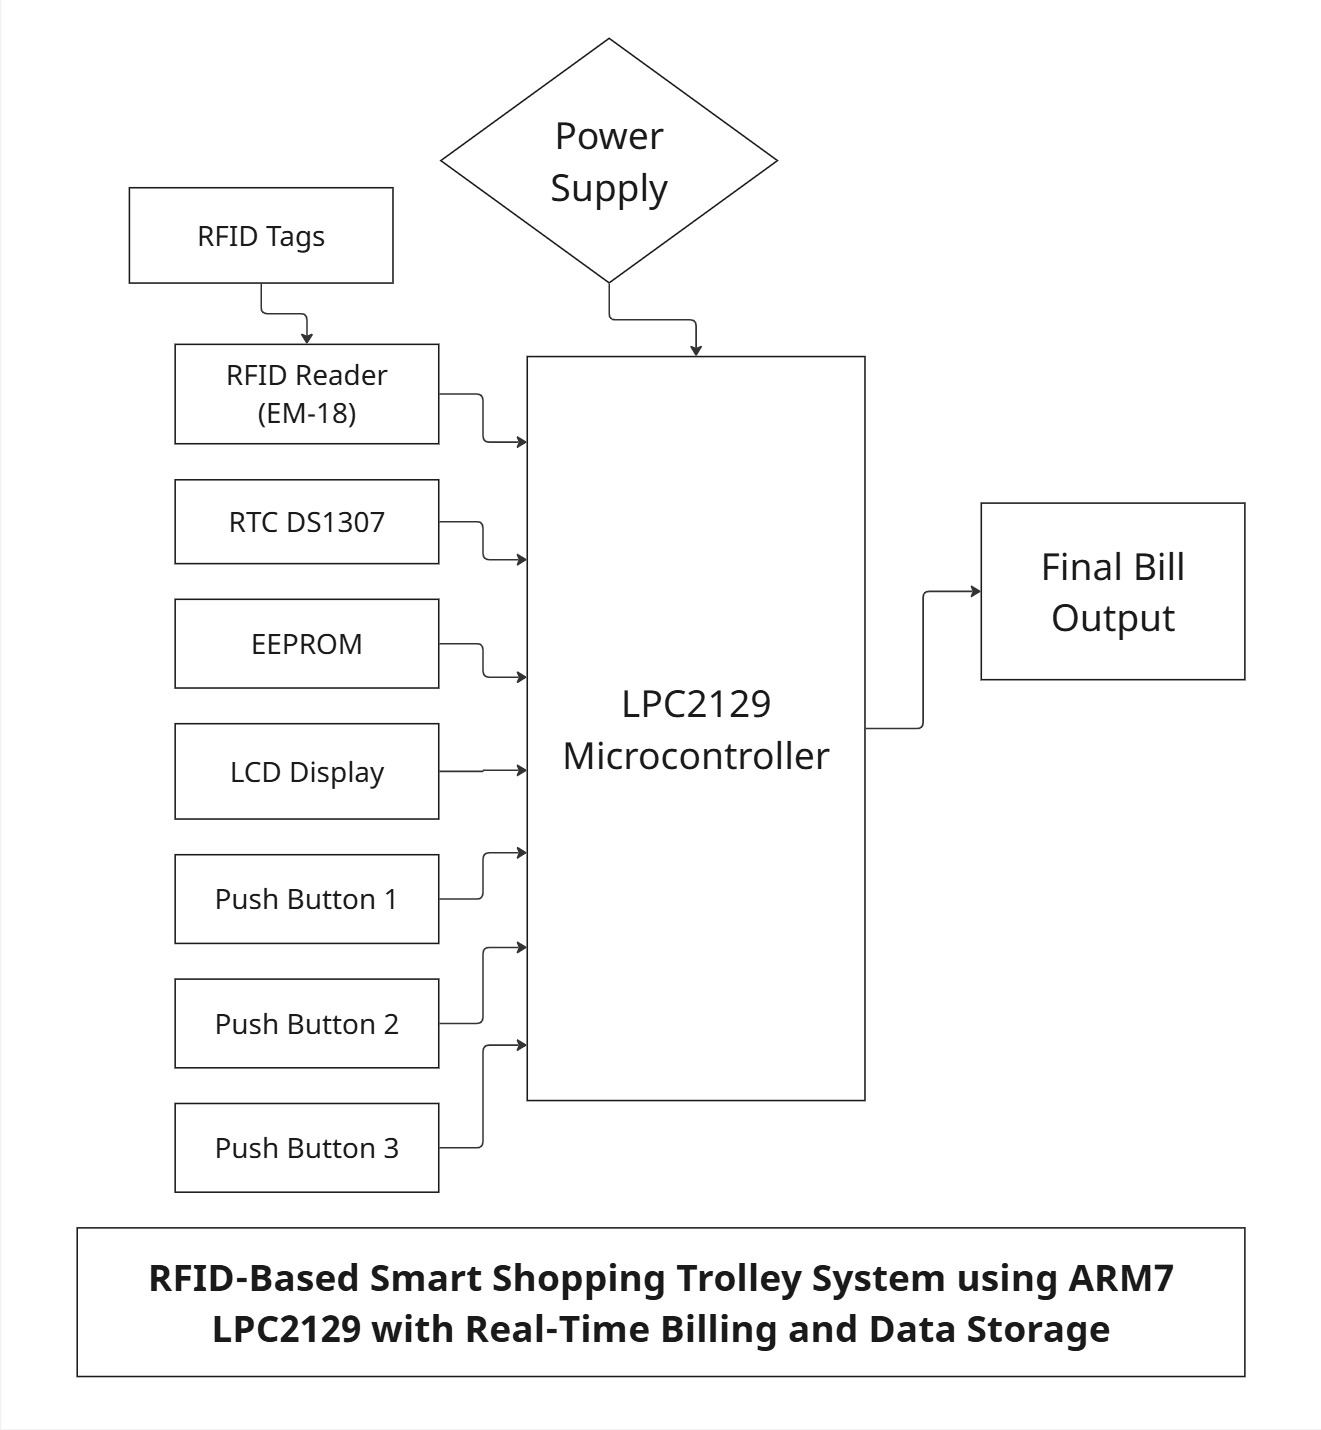 Power
Supply
RFID Tags
RFID Reader
(EM-18)
RTC DS1307
EEPROM
LCD Display
Push Button 1
Push Button 2
Push Button 3
LPC2129
Microcontroller
Final Bill
Output
RFID-Based Smart Shopping Trolley System using ARM7
LPC2129 with Real-Time Billing and Data Storage